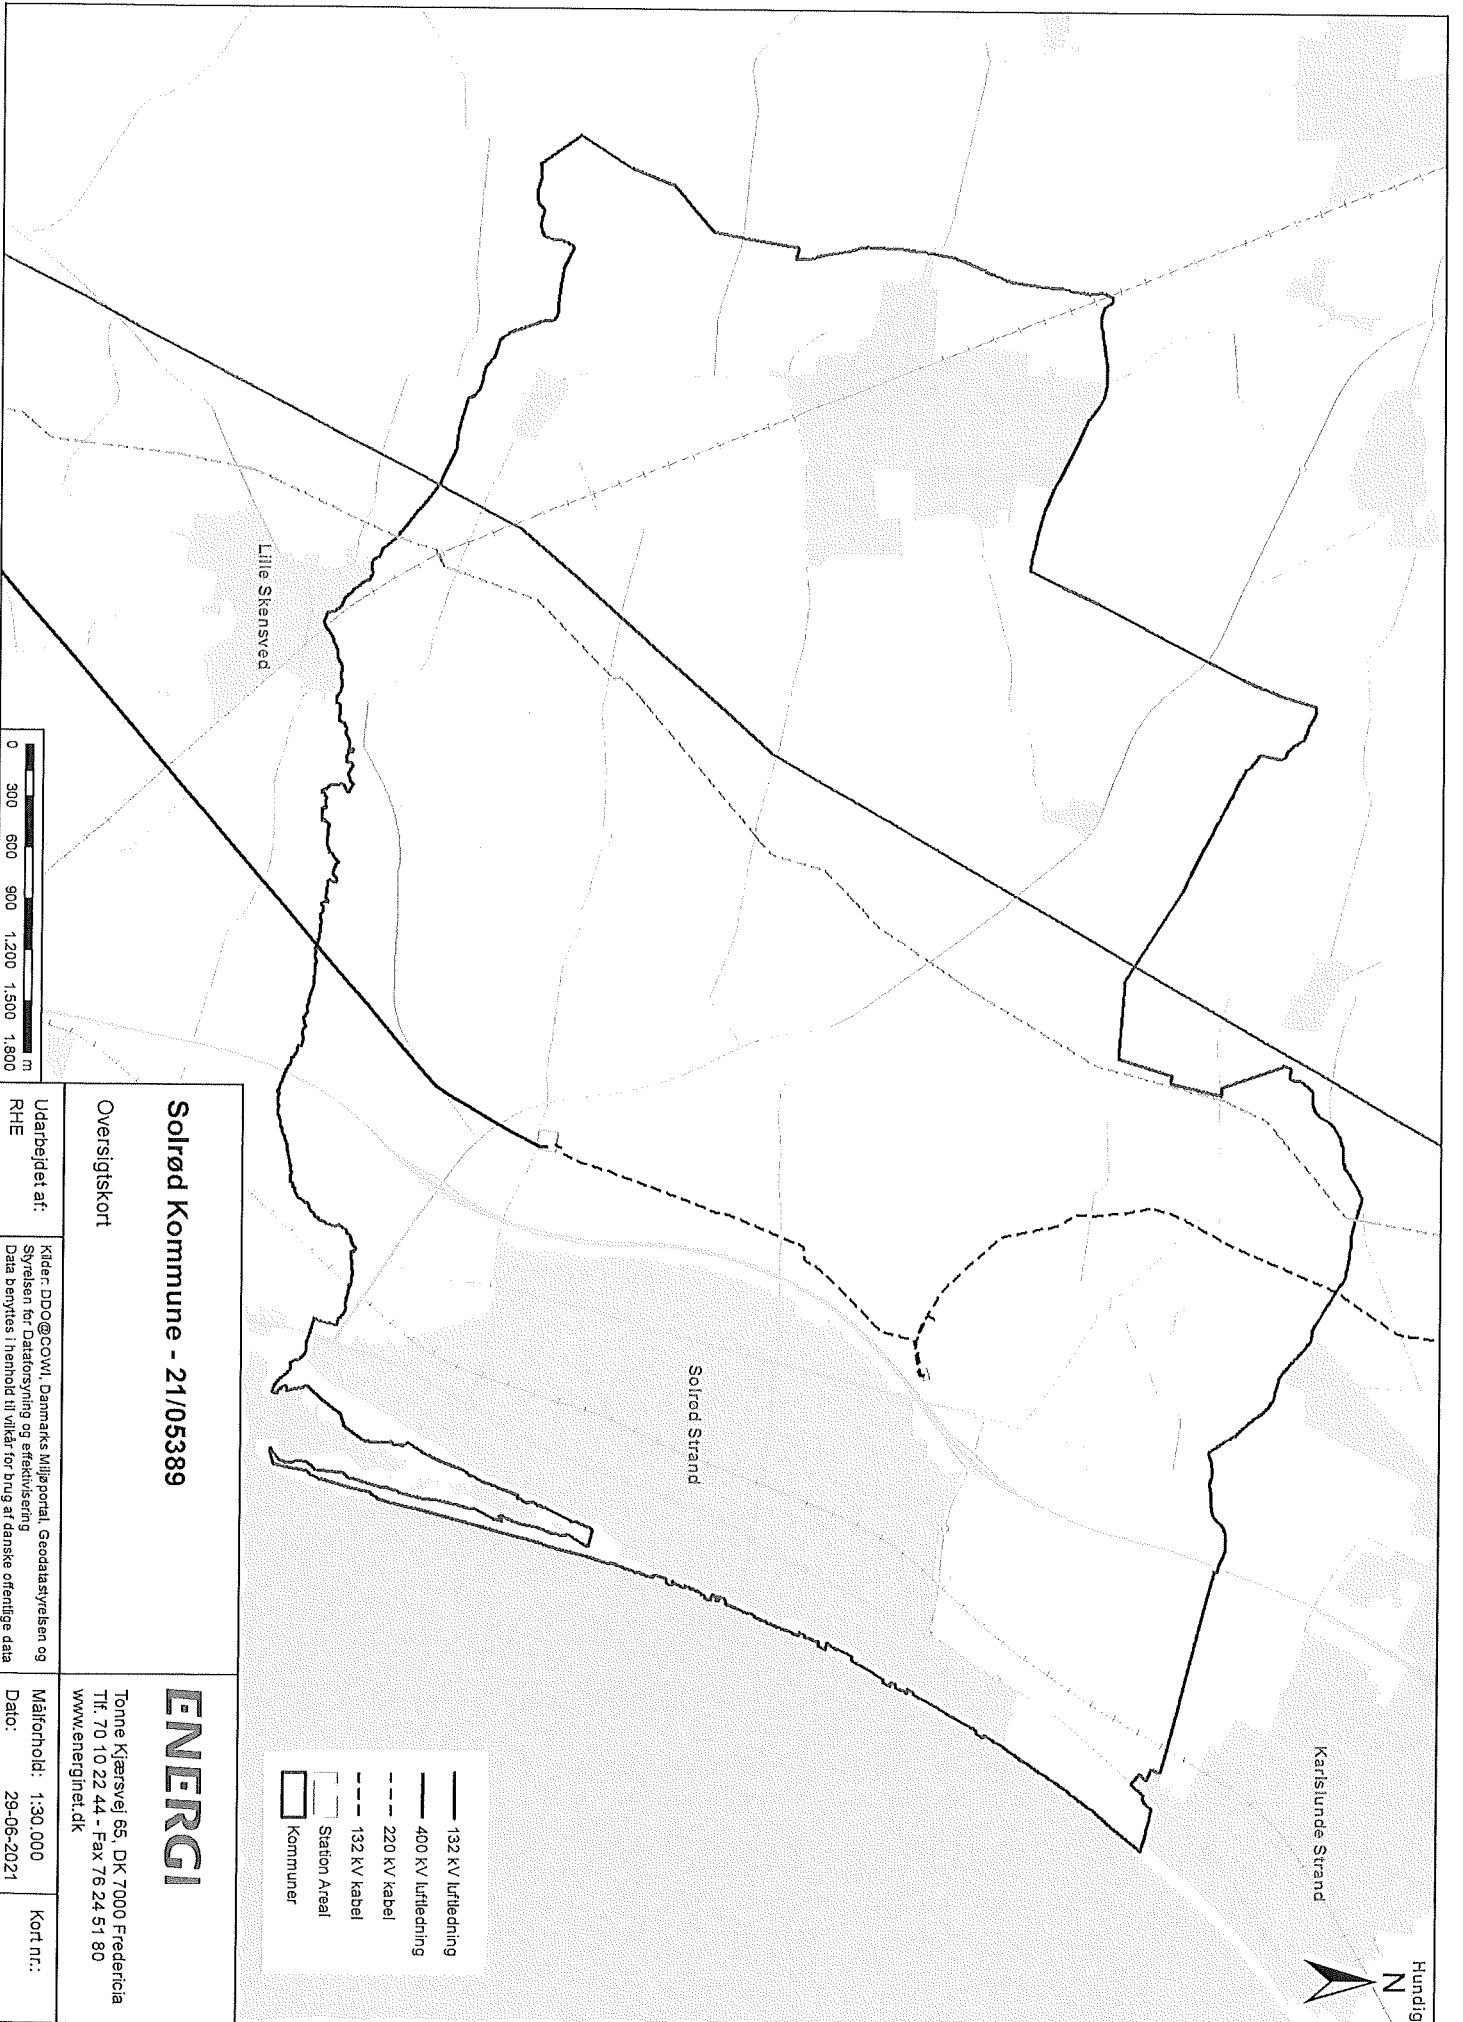 Hundig
N
Karlslunde Strand
Solrød Strand
Lille Skensved
132 kV luftledning
400 kV luftledning
220 kV kabel
132 kV kabel
Station Areal
Kommuner
0 300 600 900 1.200 1.500 1.800
m
Solrød Kommune - 21/05389
Oversigtskort
ENERGI
Tonne Kjærsvej 65, DK 7000 Fredericia
Tlf. 70 10 22 44 - Fax 76 24 51 80
www.energinet.dk
Udarbejdet af:
RHE
Kilder: DDO@COWI, Danmarks Miljøportal, Geodatastyrelsen og
Styrelsen for Dataforsyning og effektivisering
Data benyttes i henhold til vilkår for brug af danske offentlige data
Målforhold: 1:30.000
Dato: 29-06-2021
Kort nr.: